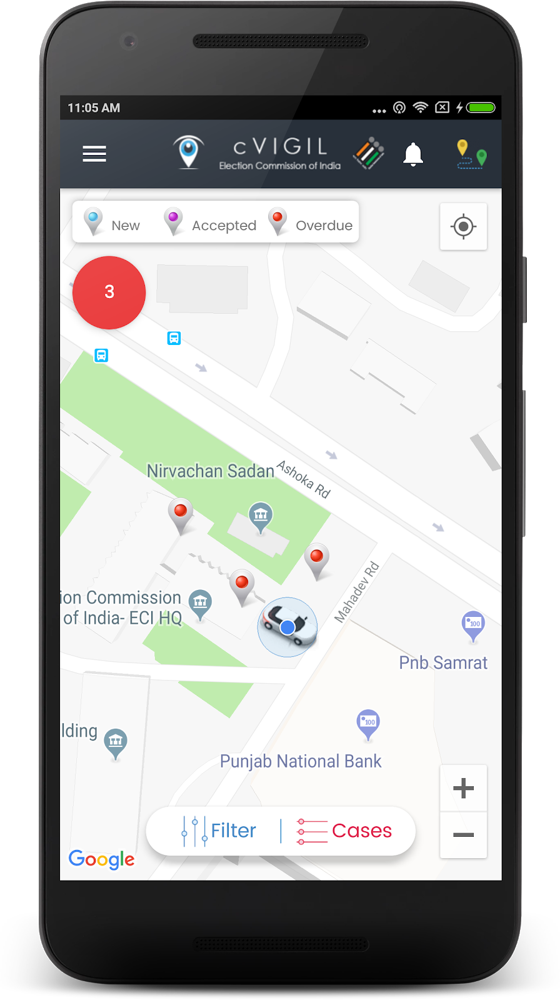 11:05 AM
cVIGIL
Election Commission of India
New
Accepted
Overdue
3
Nirvachan Sadan
Ashoka Rd
Mahadev Rd
ion Commission
of India- ECI HQ
100
Pnb Samrat
lding
100
Punjab National Bank
Filter
Cases
Google